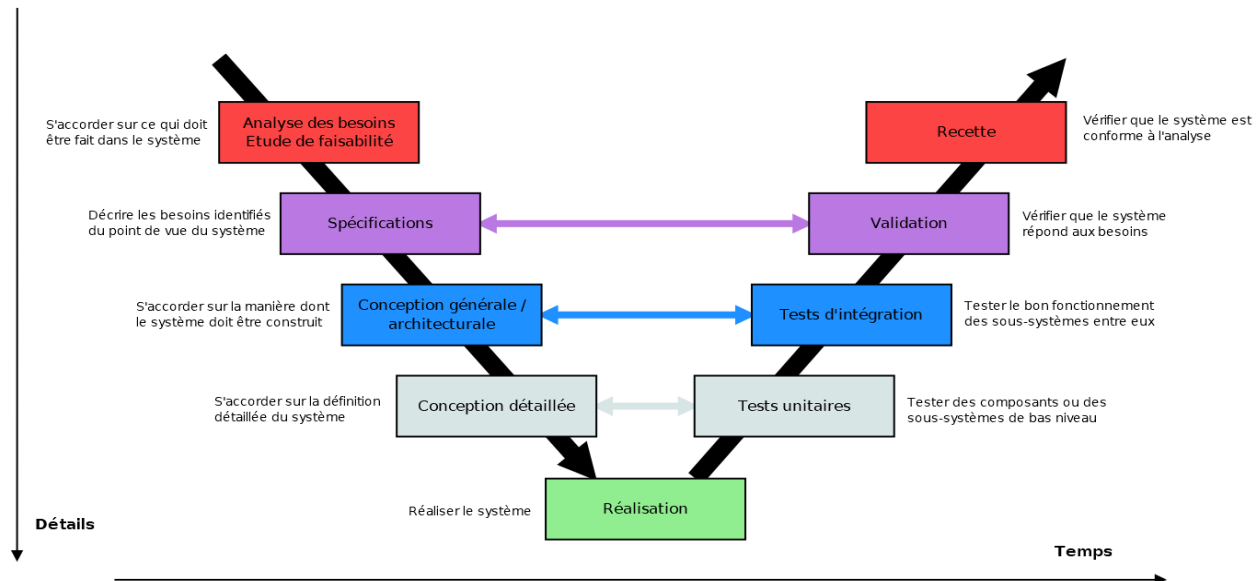 S'accorder sur ce qui doit
être fait dans le système
Analyse des besoins
Etude de faisabilité
Recette
Vérifier que le système est
conforme à l'analyse
Décrire les besoins identifiés
du point de vue du système
Spécifications
Validation
Vérifier que le système
répond aux besoins
S'accorder sur la manière dont
le système doit être construit
Conception générale /
architecturale
Tests d'intégration
Tester le bon fonctionnement
des sous-systèmes entre eux
S'accorder sur la définition
détaillée du système
Conception détaillée
Tests unitaires
Tester des composants ou des
sous-systèmes de bas niveau
Réaliser le système
Réalisation
Détails
Temps